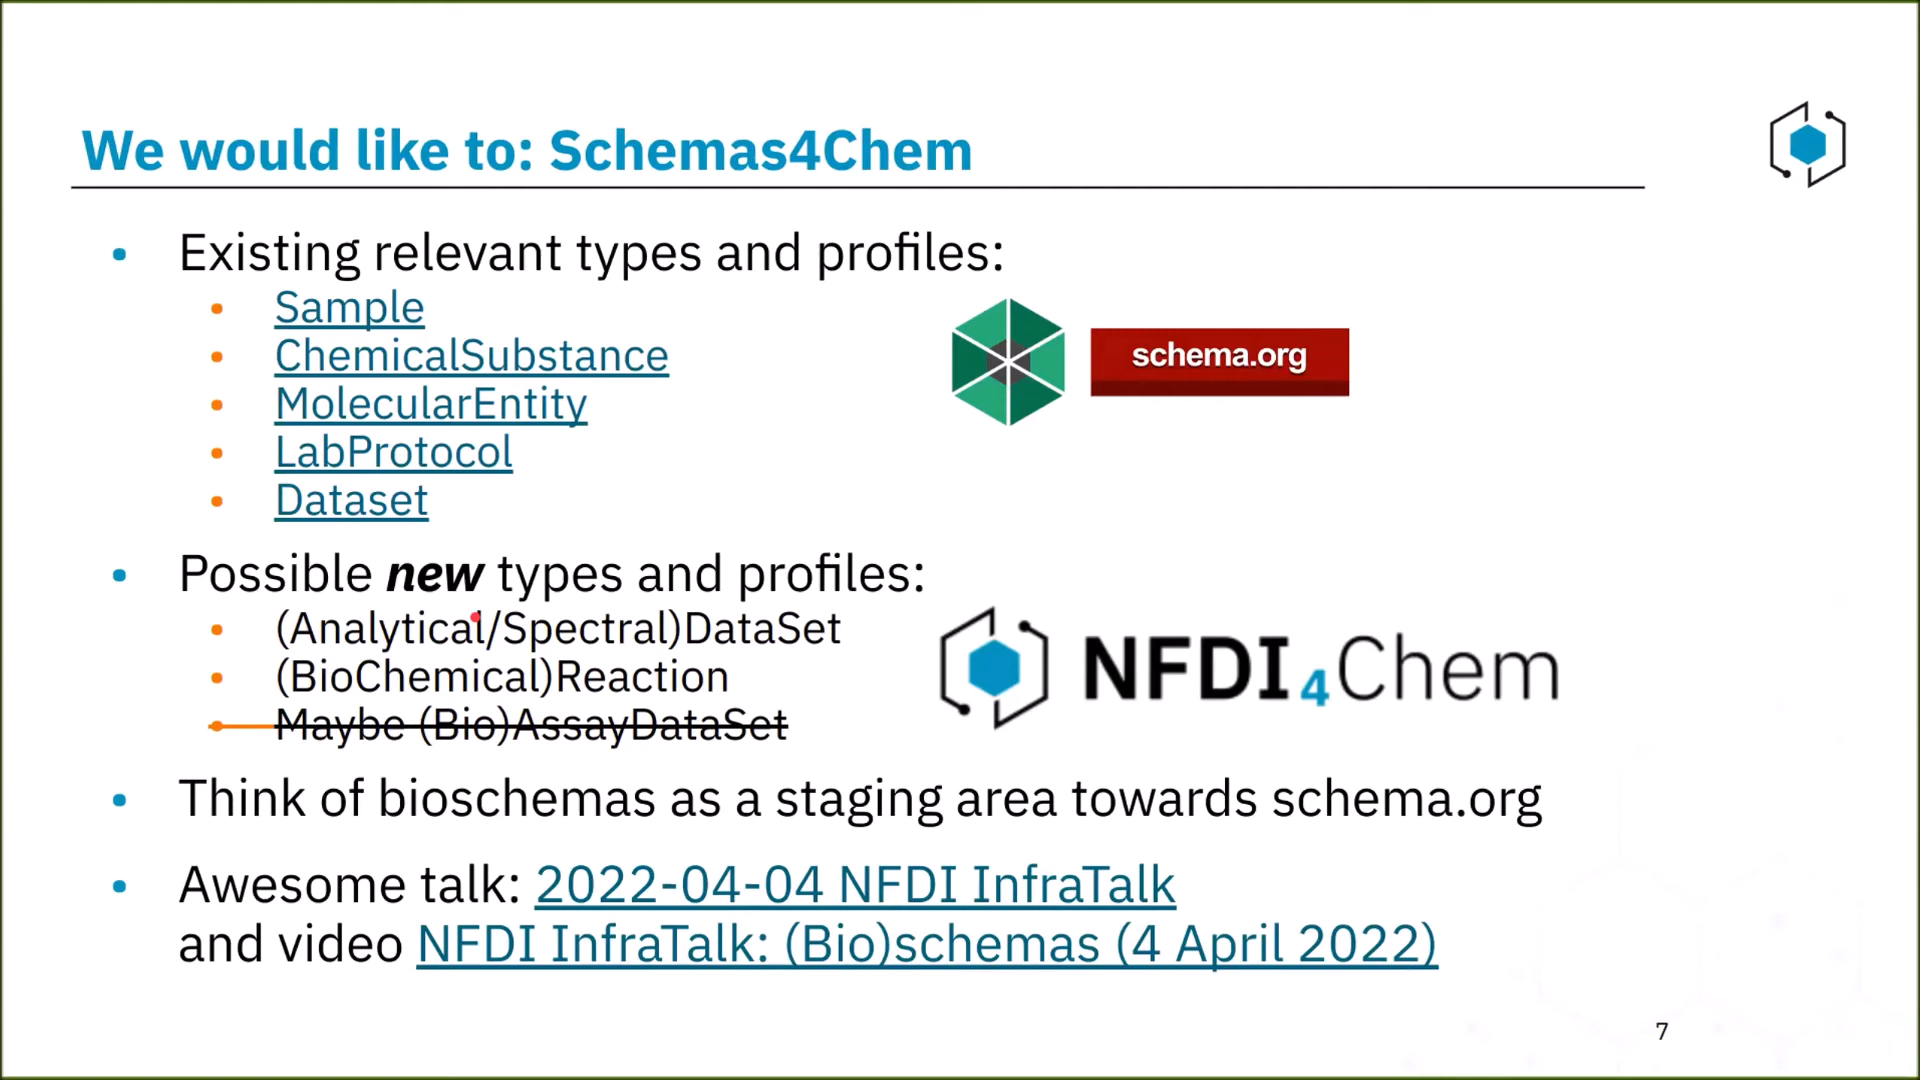 We would like to: Schemas4Chem
• Existing relevant types and profiles:
• Sample
• ChemicalSubstance
• MolecularEntity
• LabProtocol
• Dataset
schema.org
• Possible new types and profiles:
• (Analytical/Spectral)DataSet
• (BioChemical)Reaction
• Maybe (Bio)AssayDataSet
NFDI4Chem
• Think of bioschemas as a staging area towards schema.org
• Awesome talk: 2022-04-04 NFDI InfraTalk
and video NFDI InfraTalk: (Bio)schemas (4 April 2022)
7